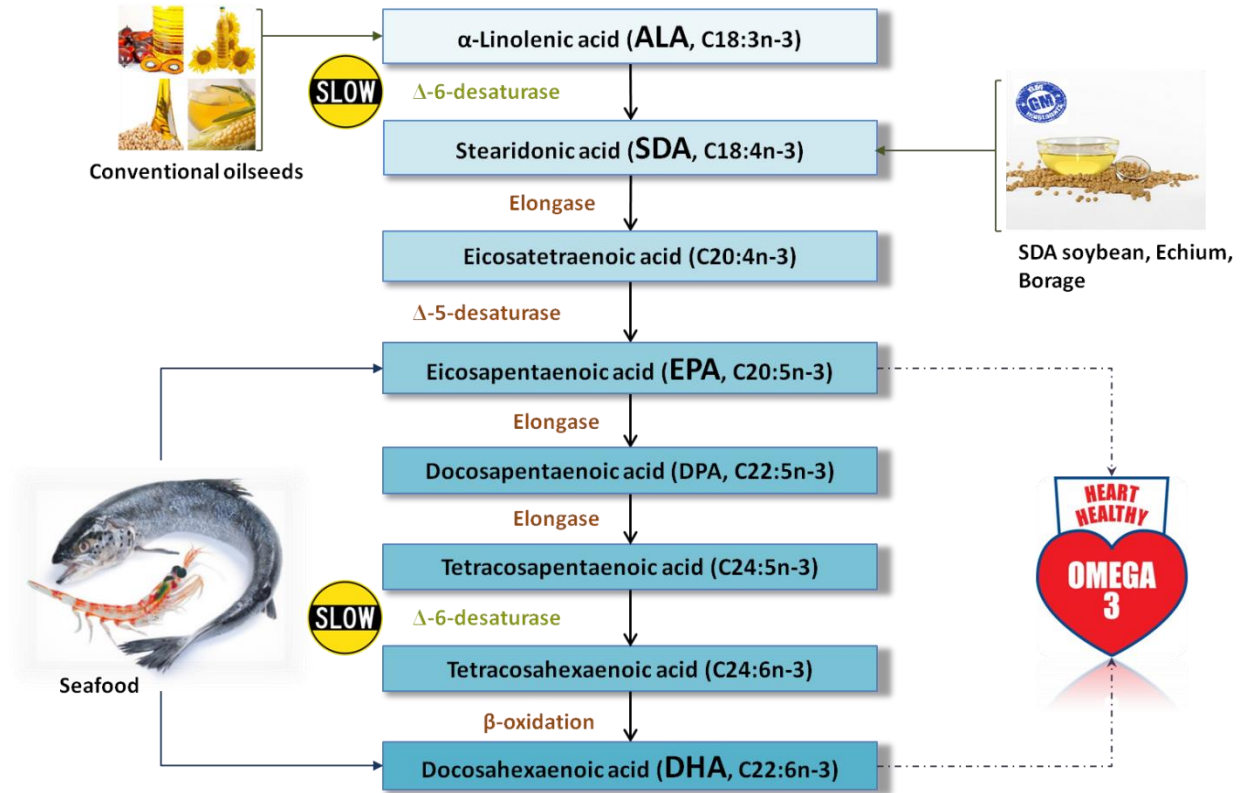 α-Linolenic acid (ALA, C18:3n-3)
SLOW
Δ-6-desaturase
Conventional oilseeds
Stearidonic acid (SDA, C18:4n-3)
GM
SDA soybean, Echium,
Borage
Elongase
Eicosatetraenoic acid (C20:4n-3)
Δ-5-desaturase
Eicosapentaenoic acid (EPA, C20:5n-3)
Elongase
Docosapentaenoic acid (DPA, C22:5n-3)
Elongase
HEART
HEALTHY
OMEGA
3
Tetracosapentaenoic acid (C24:5n-3)
SLOW
Δ-6-desaturase
Seafood
Tetracosahexaenoic acid (C24:6n-3)
β-oxidation
Docosahexaenoic acid (DHA, C22:6n-3)